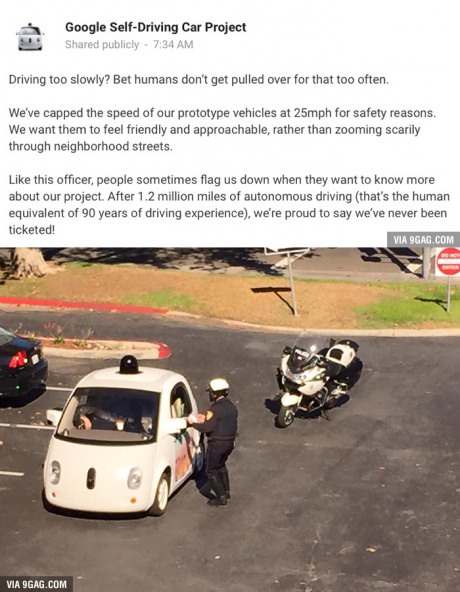 Google Self-Driving Car Project
Shared publicly - 7:34 AM
Driving too slowly? Bet humans don't get pulled over for that too often.
We've capped the speed of our prototype vehicles at 25mph for safety reasons.
We want them to feel friendly and approachable, rather than zooming scarily
through neighborhood streets.
Like this officer, people sometimes flag us down when they want to know more
about our project. After 1.2 million miles of autonomous driving (that's the human
equivalent of 90 years of driving experience), we're proud to say we've never been
ticketed!
VIA 9GAG.COM
DO NOT
ENTER
POLICE
VIA 9GAG.COM